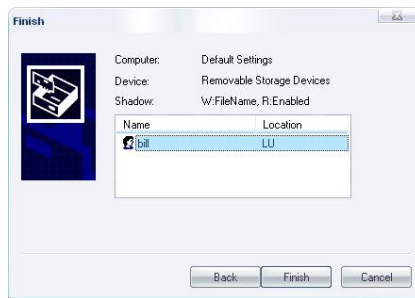 Finish
Computer: Default Settings
Device: Removable Storage Devices
Shadow: W:FileName, R:Enabled
Name Location
bill LU
Back Finish Cancel